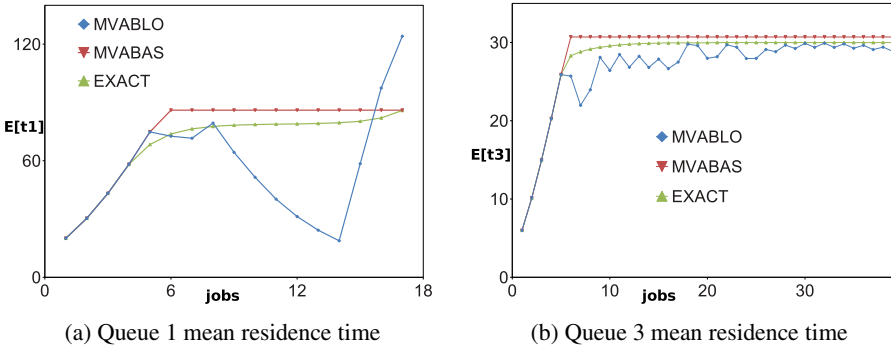 MVABLO
MVABAS
EXACT
120
E[t1]
60
0
0
6
12
18
jobs
(a) Queue 1 mean residence time
30
20
E[t3]
10
0
MVABLO
MVABAS
EXACT
0
10
20
30
jobs
(b) Queue 3 mean residence time